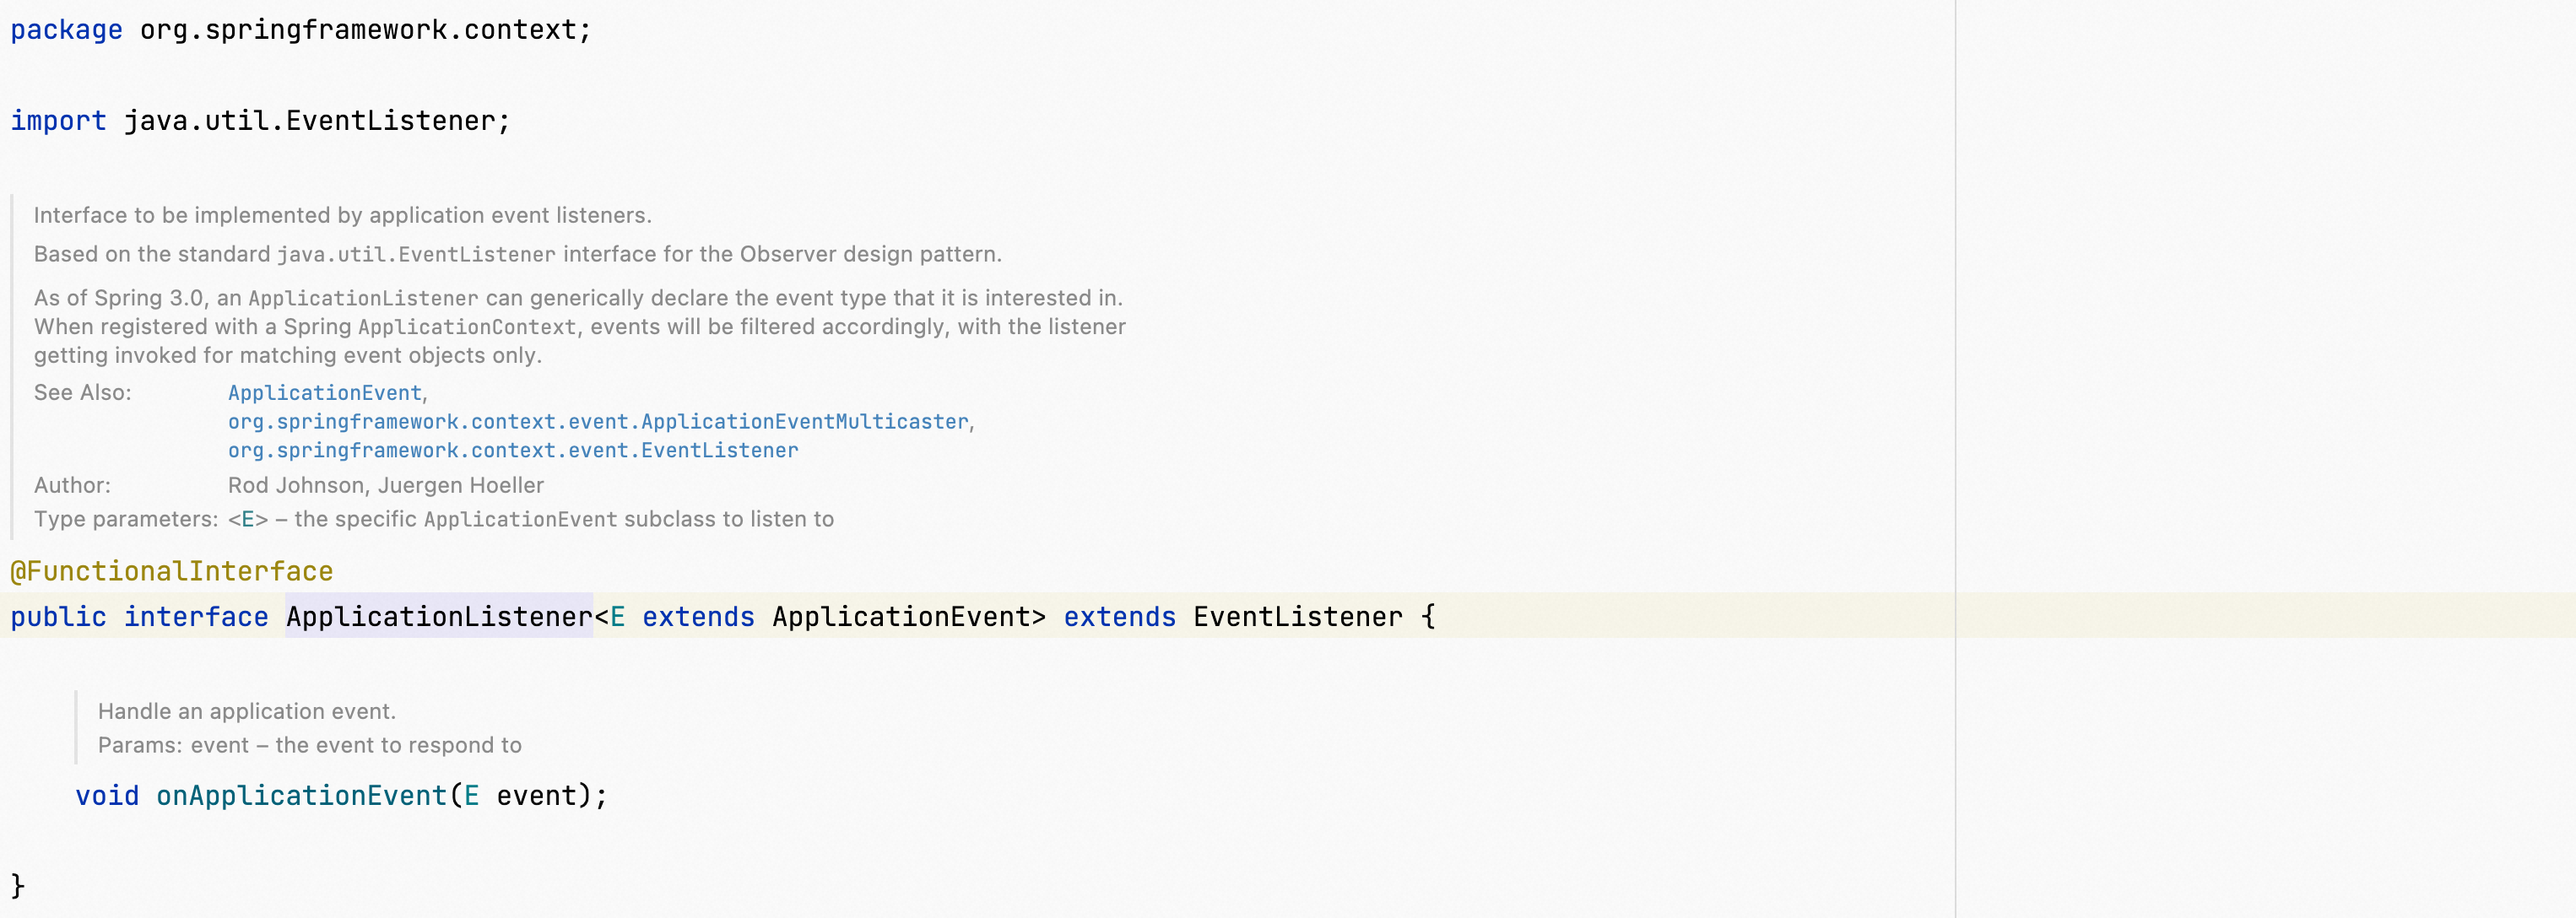 package org.springframework.context;
import java.util.EventListener;
Interface to be implemented by application event listeners.
Based on the standard java.util.EventListener interface for the Observer design pattern.
As of Spring 3.0, an ApplicationListener can generically declare the event type that it is interested in.
When registered with a Spring ApplicationContext, events will be filtered accordingly, with the listener
getting invoked for matching event objects only.
See Also: ApplicationEvent,
org.springframework.context.event.ApplicationEventMulticaster,
org.springframework.context.event.EventListener
Author: Rod Johnson, Juergen Hoeller
Type parameters: <E> – the specific ApplicationEvent subclass to listen to
@FunctionalInterface
public interface ApplicationListener<E extends ApplicationEvent> extends EventListener {
Handle an application event.
Params: event – the event to respond to
void onApplicationEvent(E event);
}